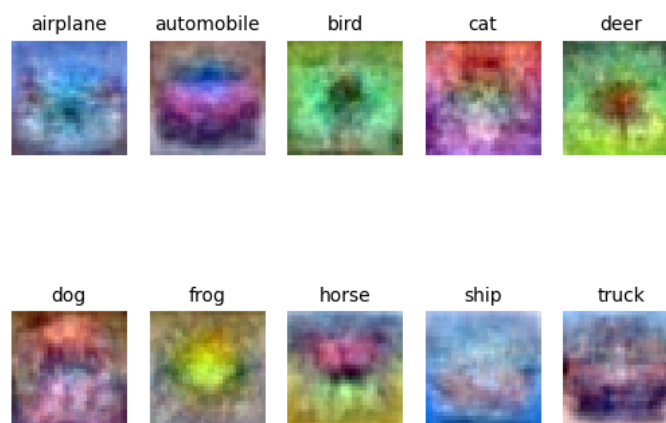 airplane automobile bird cat deer
dog frog horse ship truck